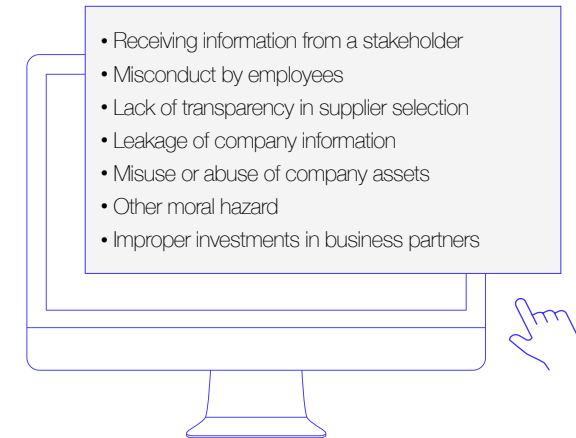 • Receiving information from a stakeholder
• Misconduct by employees
• Lack of transparency in supplier selection
• Leakage of company information
• Misuse or abuse of company assets
• Other moral hazard
• Improper investments in business partners